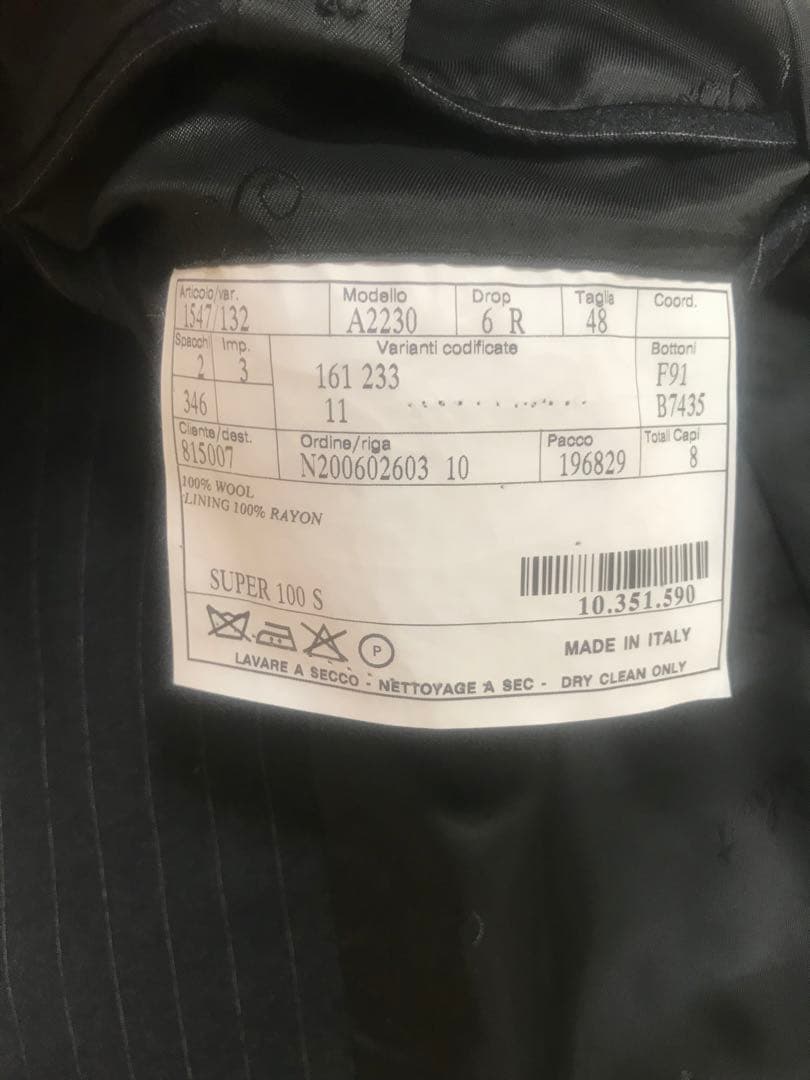 Articolo/var. Modello Drop Taglia Coord.
1547/132 A2230 6 R 48
Spacchi Imp. Varianti codificate Bottoni
2 3 161 233 F91
346 11 B7435
Cliente/dest. Ordine/riga Pacco Totali Capi
815007 N200602603 10 196829 8
100% WOOL
LINING 100% RAYON
SUPER 100 S
10.351.590
P
MADE IN ITALY
LAVARE A SECCO - NETTOYAGE A SEC - DRY CLEAN ONLY